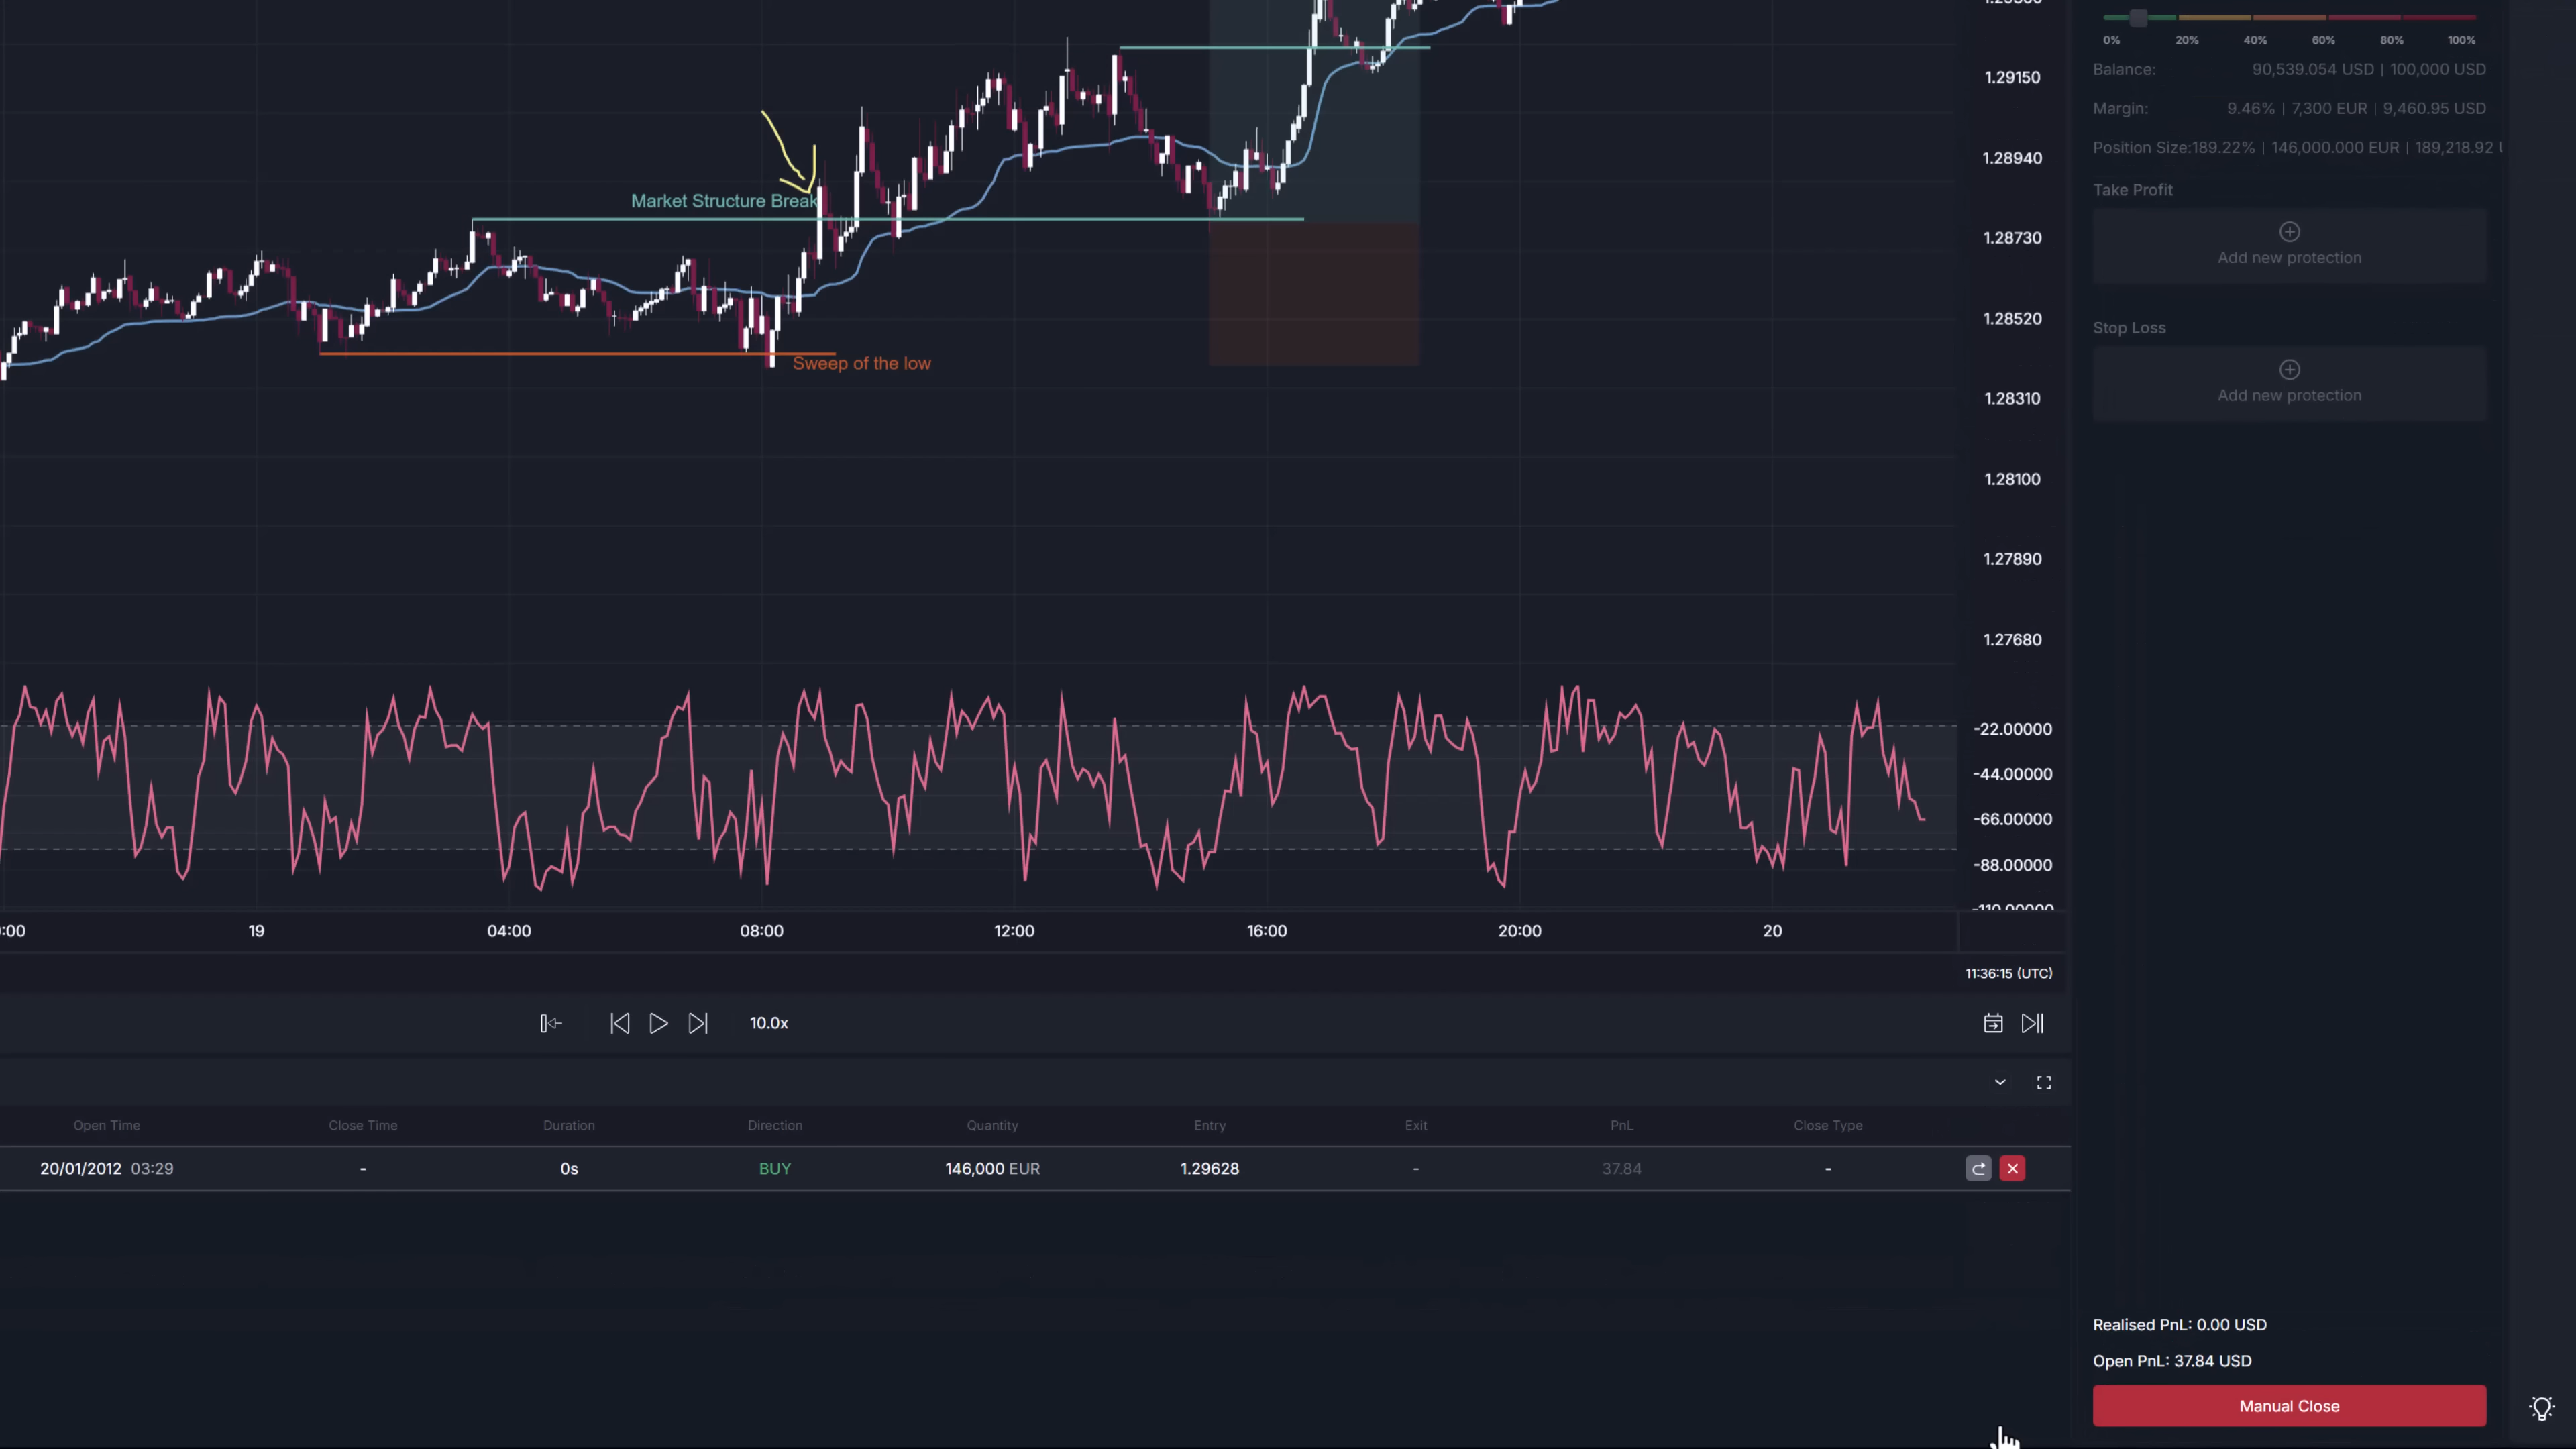 1.29150
1.28940
1.28730
1.28520
1.28310
1.28100
1.27890
1.27680
Market Structure Break
Sweep of the low
-22.00000
-44.00000
-66.00000
-88.00000
-110.00000
:00 19 04:00 08:00 12:00 16:00 20:00 20
11:36:15 (UTC)
10.0x
Open Time Close Time Duration Direction Quantity Entry Exit PnL Close Type
20/01/2012 03:29 - 0s BUY 146,000 EUR 1.29628 - 37.84 -
0% 20% 40% 60% 80% 100%
Balance: 90,539.054 USD | 100,000 USD
Margin: 9.46% | 7,300 EUR | 9,460.95 USD
Position Size:189.22% | 146,000.000 EUR | 189,218.92 U
Take Profit
Add new protection
Stop Loss
Add new protection
Realised PnL: 0.00 USD
Open PnL: 37.84 USD
Manual Close